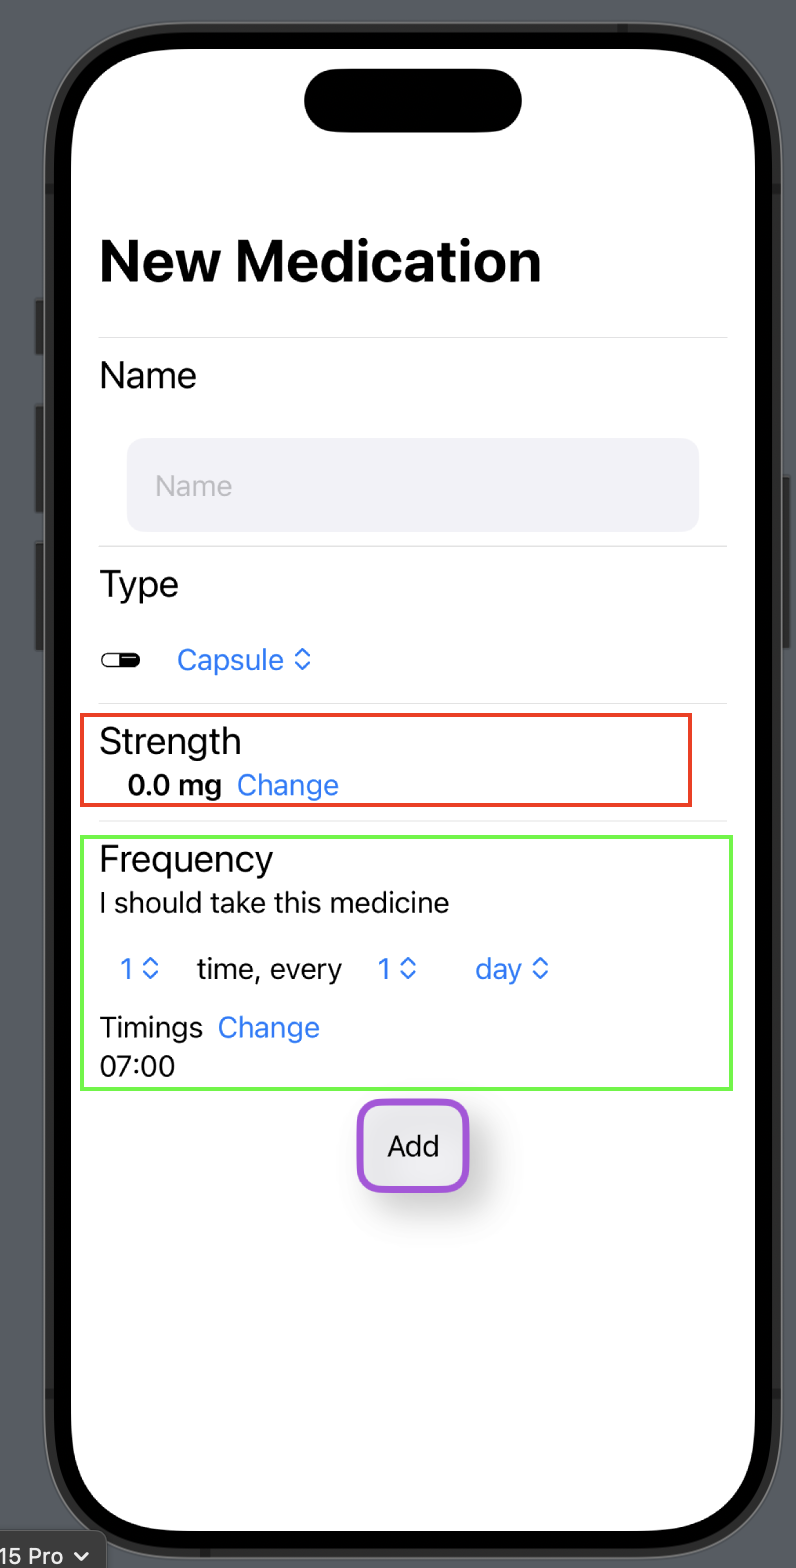 New Medication
Name
Name
Type
Capsule
Strength
0.0 mg Change
Frequency
I should take this medicine
1 time, every 1 day
Timings Change
07:00
Add
15 Pro